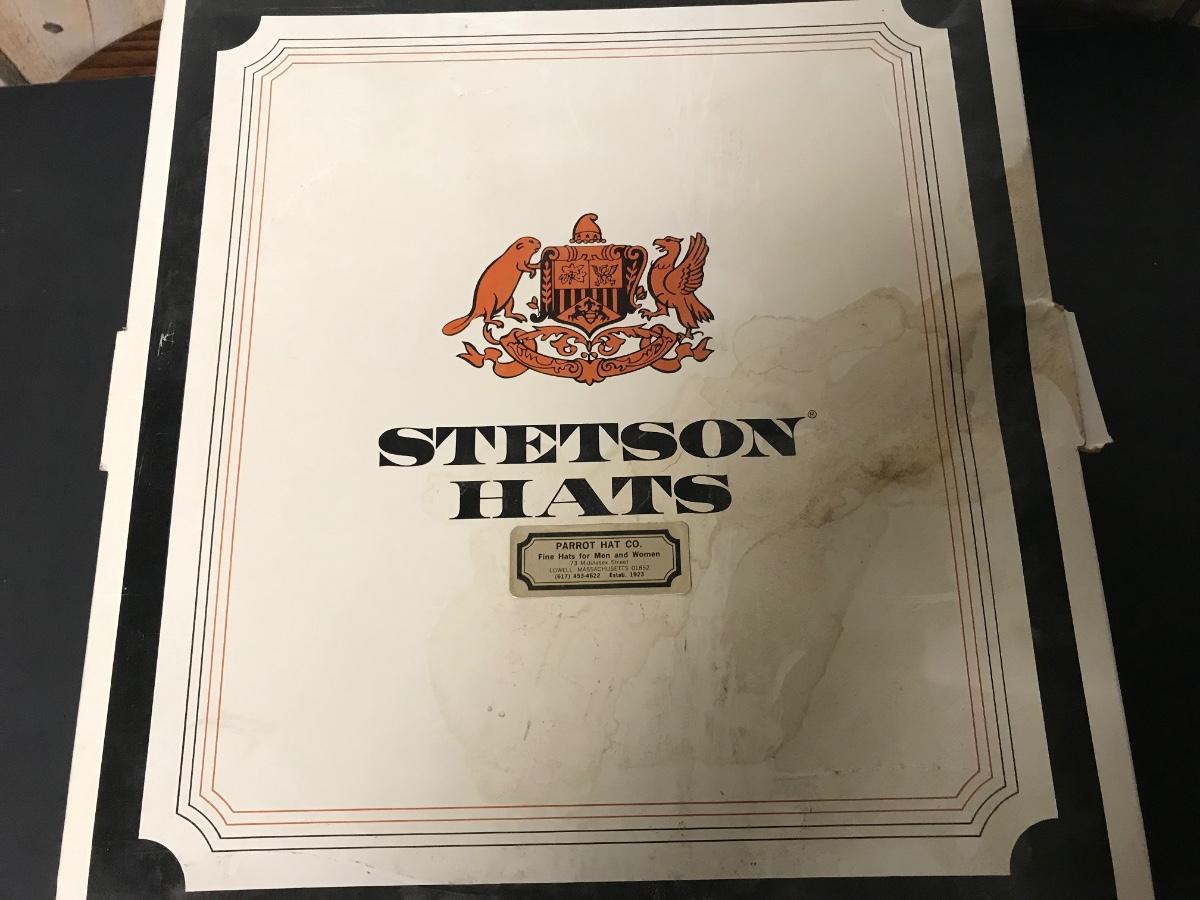 STETSON®
HATS
PARROT HAT CO.
Fine Hats for Men and Women
73 Middlesex Street
LOWELL MASSACHUSETTS 01852
(617) 453-4622 Estab. 1923